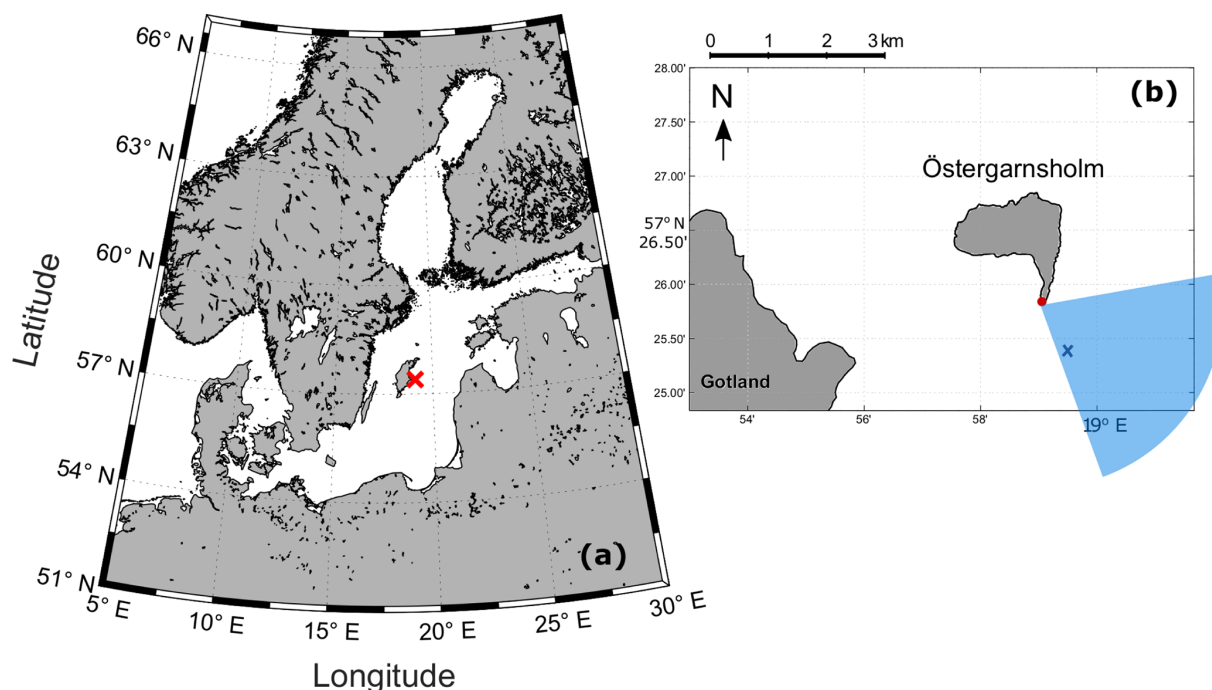 66° N
63° N
60° N
57° N
54° N
51° N
Latitude
5° E
10° E
15° E
20° E
25° E
30° E
Longitude
(a)
0 1 2 3 km
28.00'
27.50'
27.00'
57° N
26.50'
26.00'
25.50'
25.00'
N
(b)
Östergarnsholm
Gotland
54'
56'
58'
19° E